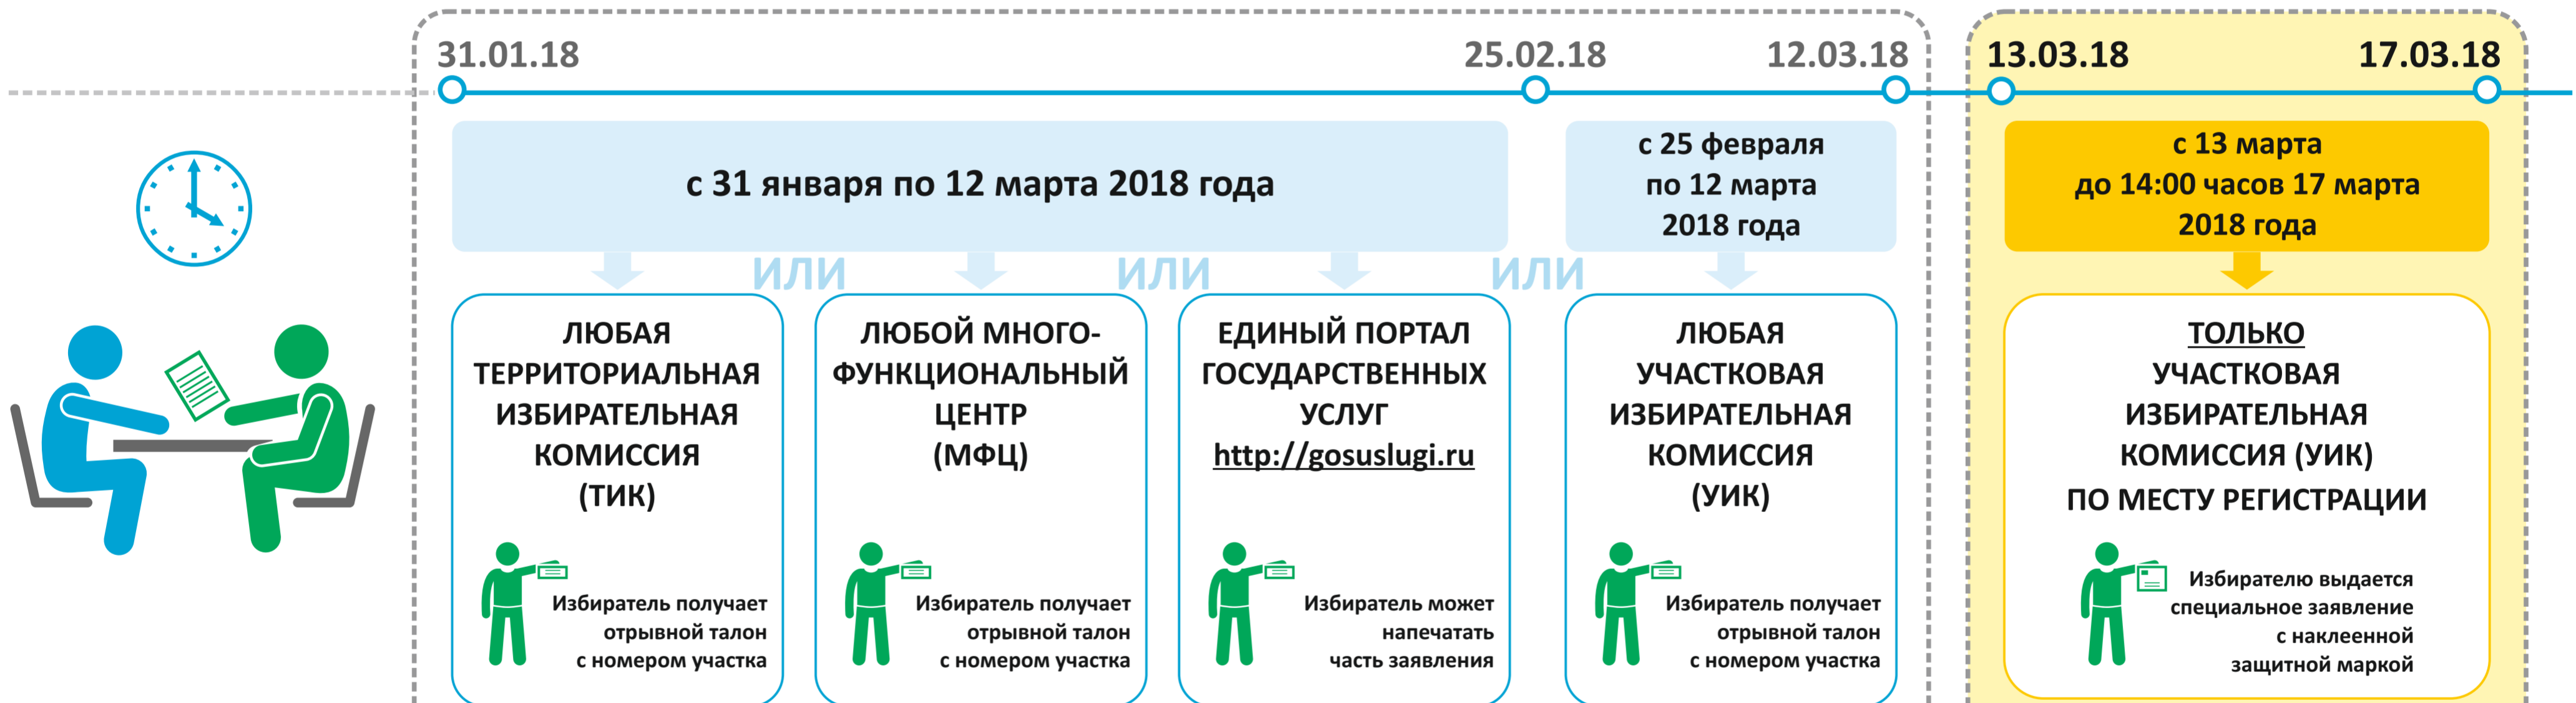 31.01.18
25.02.18
12.03.18
13.03.18
17.03.18
с 31 января по 12 марта 2018 года
с 25 февраля
по 12 марта
2018 года
с 13 марта
до 14:00 часов 17 марта
2018 года
ИЛИ
ИЛИ
ИЛИ
ЛЮБАЯ
ТЕРРИТОРИАЛЬНАЯ
ИЗБИРАТЕЛЬНАЯ
КОМИССИЯ
(ТИК)
Избиратель получает
отрывной талон
с номером участка
ЛЮБОЙ МНОГО-
ФУНКЦИОНАЛЬНЫЙ
ЦЕНТР
(МФЦ)
Избиратель получает
отрывной талон
с номером участка
ЕДИНЫЙ ПОРТАЛ
ГОСУДАРСТВЕННЫХ
УСЛУГ
http://gosuslugi.ru
Избиратель может
напечатать
часть заявления
ЛЮБАЯ
УЧАСТКОВАЯ
ИЗБИРАТЕЛЬНАЯ
КОМИССИЯ
(УИК)
Избиратель получает
отрывной талон
с номером участка
ТОЛЬКО
УЧАСТКОВАЯ
ИЗБИРАТЕЛЬНАЯ
КОМИССИЯ (УИК)
ПО МЕСТУ РЕГИСТРАЦИИ
Избирателю выдается
специальное заявление
с наклеенной
защитной маркой